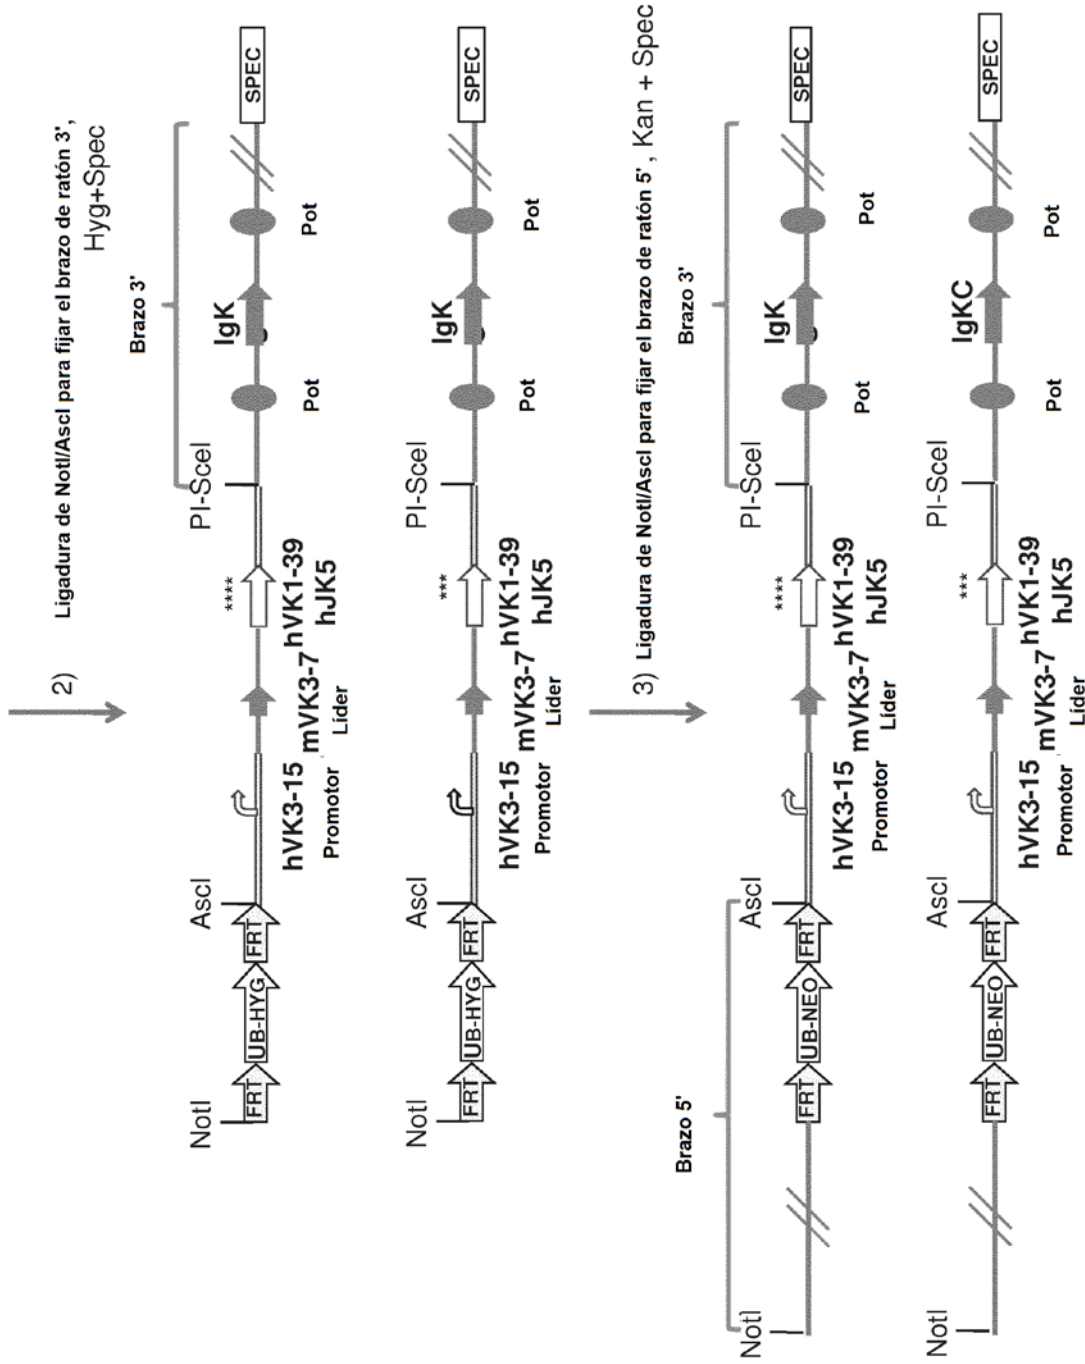 2) Ligadura de NotI/AscI para fijar el brazo de ratón 3',
Hyg+Spec
Brazo 3'
NotI AscI **** PI-SceI IgK
FRT UB-HYG FRT SPEC
hVK3-15 mVK3-7 hVK1-39 Pot Pot
Promotor Líder hJK5
NotI AscI *** PI-SceI IgK
FRT UB-HYG FRT SPEC
hVK3-15 mVK3-7 hVK1-39 Pot Pot
Promotor Líder hJK5
3) Ligadura de NotI/AscI para fijar el brazo de ratón 5', Kan + Spec
Brazo 5' Brazo 3'
NotI AscI **** PI-SceI IgK
FRT UB-NEO FRT SPEC
hVK3-15 mVK3-7 hVK1-39 Pot Pot
Promotor Líder hJK5
NotI AscI *** PI-SceI IgKC
FRT UB-NEO FRT SPEC
hVK3-15 mVK3-7 hVK1-39 Pot Pot
Promotor Líder hJK5